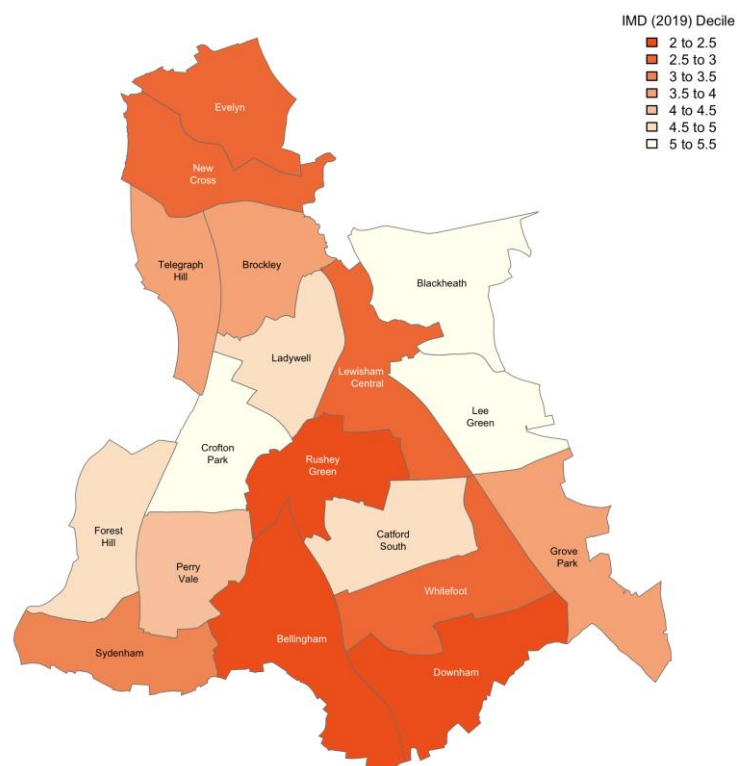 IMD (2019) Decile
2 to 2.5
2.5 to 3
3 to 3.5
3.5 to 4
4 to 4.5
4.5 to 5
5 to 5.5
Evelyn
New
Cross
Telegraph
Hill
Brockley
Blackheath
Ladywell
Lewisham
Central
Lee
Green
Crofton
Park
Rushey
Green
Forest
Hill
Catford
South
Grove
Park
Perry
Vale
Whitefoot
Sydenham
Bellingham
Downham